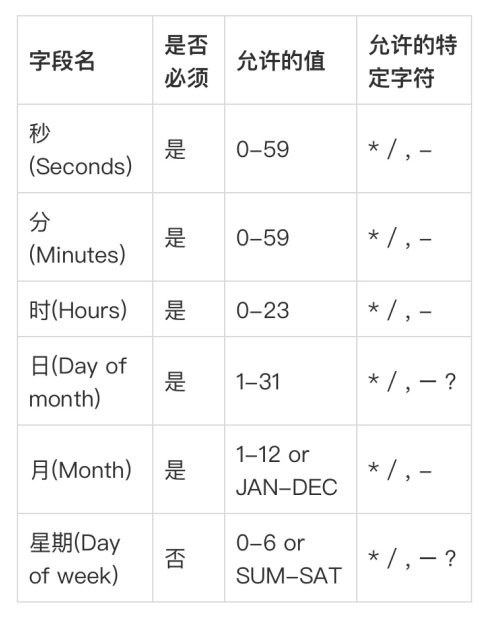 字段名 是否必须 允许的值 允许的特定字符
秒(Seconds) 是 0–59 * / , –
分(Minutes) 是 0–59 * / , –
时(Hours) 是 0–23 * / , –
日(Day of month) 是 1–31 * / , — ?
月(Month) 是 1–12 or JAN–DEC * / , –
星期(Day of week) 否 0–6 or SUM–SAT * / , — ?